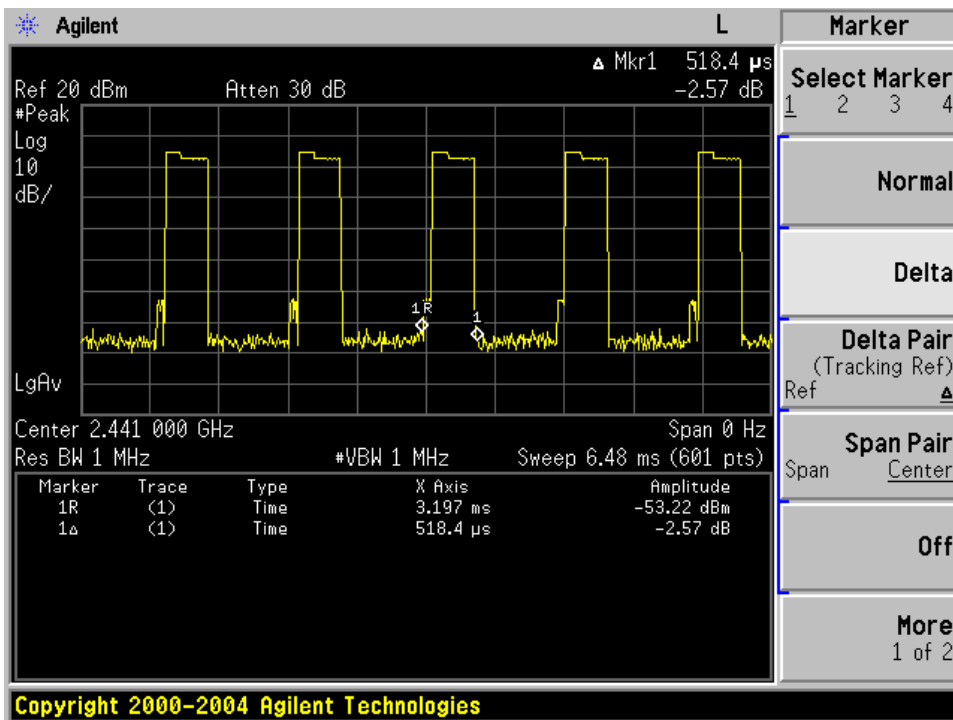 Agilent
L
Marker
Δ Mkr1 518.4 µs
Ref 20 dBm Atten 30 dB -2.57 dB
#Peak
Log
10
dB/
1R
1
LgAv
Center 2.441 000 GHz Span 0 Hz
Res BW 1 MHz #VBW 1 MHz Sweep 6.48 ms (601 pts)
Marker Trace Type X Axis Amplitude
1R (1) Time 3.197 ms -53.22 dBm
1Δ (1) Time 518.4 µs -2.57 dB
Select Marker
1 2 3 4
Normal
Delta
Delta Pair
(Tracking Ref)
Ref Δ
Span Pair
Span Center
Off
More
1 of 2
Copyright 2000-2004 Agilent Technologies